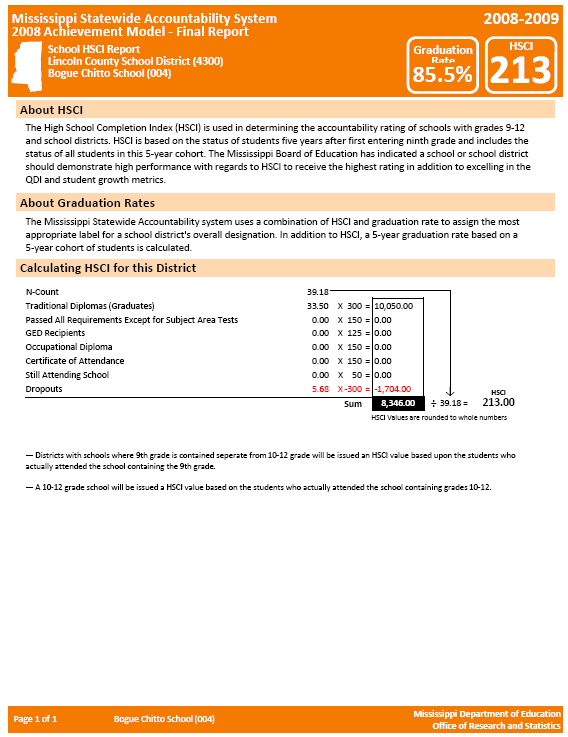 Mississippi Statewide Accountability System
2008-2009
2008 Achievement Model - Final Report
School HSCI Report
Lincoln County School District (4300)
Bogue Chitto School (004)
Graduation
Rate
85.5%
HSCI
213
About HSCI
The High School Completion Index (HSCI) is used in determining the accountability rating of schools with grades 9-12
and school districts. HSCI is based on the status of students five years after first entering ninth grade and includes the
status of all students in this 5-year cohort. The Mississippi Board of Education has indicated a school or school district
should demonstrate high performance with regards to HSCI to receive the highest rating in addition to excelling in the
QDI and student growth metrics.
About Graduation Rates
The Mississippi Statewide Accountability system uses a combination of HSCI and graduation rate to assign the most
appropriate label for a school district's overall designation. In addition to HSCI, a 5-year graduation rate based on a
5-year cohort of students is calculated.
Calculating HSCI for this District
N-Count 39.18
Traditional Diplomas (Graduates) 33.50 X 300 = 10,050.00
Passed All Requirements Except for Subject Area Tests 0.00 X 150 = 0.00
GED Recipients 0.00 X 125 = 0.00
Occupational Diploma 0.00 X 150 = 0.00
Certificate of Attendance 0.00 X 150 = 0.00
Still Attending School 0.00 X 50 = 0.00
Dropouts 5.68 X -300 = -1,704.00
HSCI
Sum 8,346.00 ÷ 39.18 = 213.00
HSCI Values are rounded to whole numbers
— Districts with schools where 9th grade is contained seperate from 10-12 grade will be issued an HSCI value based upon the students who
actually attended the school containing the 9th grade.
— A 10-12 grade school will be issued a HSCI value based on the students who actually attended the school containing grades 10-12.
Page 1 of 1
Bogue Chitto School (004)
Mississippi Department of Education
Office of Research and Statistics